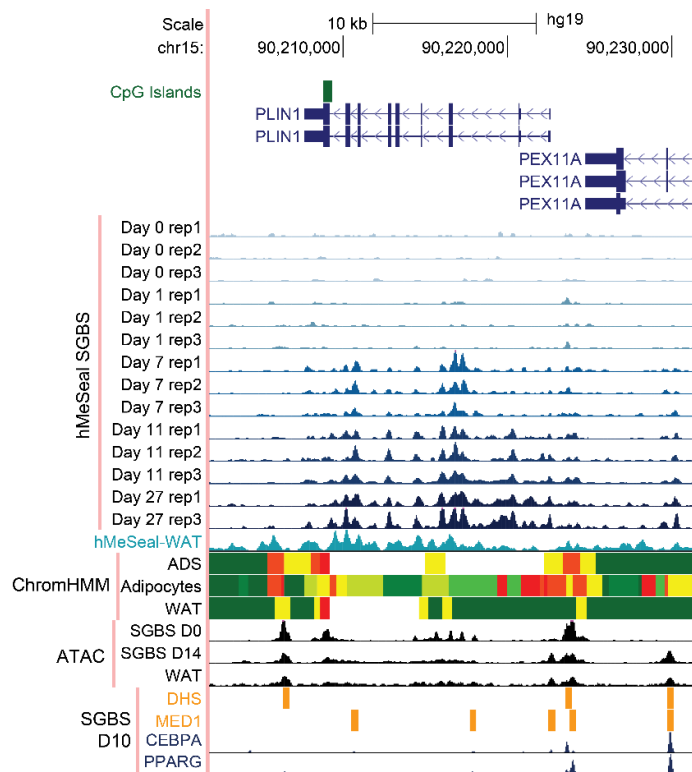 Scale 10 kb hg19
chr15: 90,210,000 90,220,000 90,230,000
CpG Islands
PLIN1
PLIN1
PEX11A
PEX11A
PEX11A
hMeSeal SGBS
Day 0 rep1
Day 0 rep2
Day 0 rep3
Day 1 rep1
Day 1 rep2
Day 1 rep3
Day 7 rep1
Day 7 rep2
Day 7 rep3
Day 11 rep1
Day 11 rep2
Day 11 rep3
Day 27 rep1
Day 27 rep3
hMeSeal-WAT
ChromHMM
ADS
Adipocytes
WAT
ATAC
SGBS D0
SGBS D14
WAT
SGBS
D10
DHS
MED1
CEBPA
PPARG